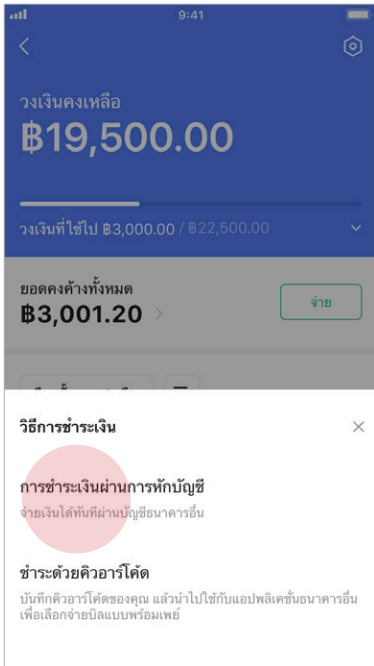 9:41
วงเงินคงเหลือ
฿19,500.00
วงเงินที่ใช้ไป ฿3,000.00 / ฿22,500.00
ยอดคงค้างทั้งหมด
฿3,001.20
จ่าย
วิธีการชำระเงิน
การชำระเงินผ่านการหักบัญชี
จ่ายเงินได้ทันทีผ่านบัญชีธนาคารอื่น
ชำระด้วยคิวอาร์โค้ด
บันทึกคิวอาร์โค้ดของคุณ แล้วนำไปใช้กับแอปพลิเคชั่นธนาคารอื่น
เพื่อเลือกจ่ายบิลแบบพร้อมเพย์